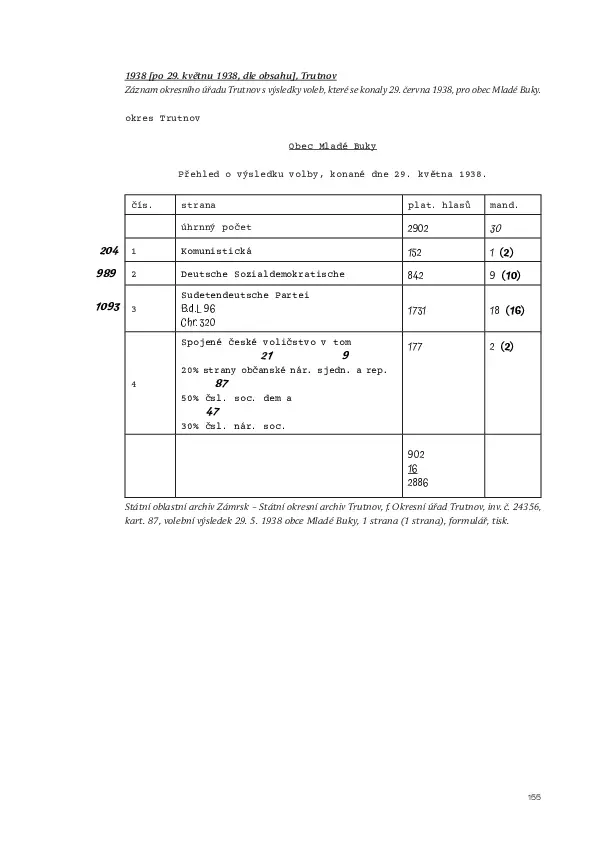 1938 [po 29. květnu 1938, dle obsahu], Trutnov
Záznam okresního úřadu Trutnov s výsledky voleb, které se konaly 29. června 1938, pro obec Mladé Buky.
okres Trutnov
Obec Mladé Buky
Přehled o výsledku volby, konané dne 29. května 1938.
čís. strana plat. hlasů mand.
úhrnný počet 2902 30
204 1 Komunistická 152 1 (2)
989 2 Deutsche Sozialdemokratische 842 9 (10)
Sudetendeutsche Partei
1093 3 B.d.L 96 1731 18 (16)
Chr. 320
Spojené české voličstvo v tom 177 2 (2)
21 9
20% strany občanské nár. sjedn. a rep.
87
4
50% čsl. soc. dem a
47
30% čsl. nár. soc.
902
16
2886
Státní oblastní archiv Zámrsk – Státní okresní archiv Trutnov, f. Okresní úřad Trutnov, inv. č. 24356,
kart. 87, volební výsledek 29. 5. 1938 obce Mladé Buky, 1 strana (1 strana), formulář, tisk.
155